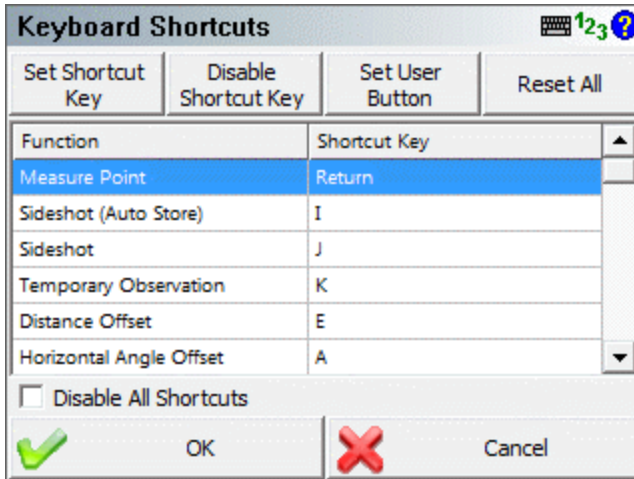 Keyboard Shortcuts 123 ?
Set Shortcut Key
Disable Shortcut Key
Set User Button
Reset All
Function Shortcut Key
Measure Point Return
Sideshot (Auto Store) I
Sideshot J
Temporary Observation K
Distance Offset E
Horizontal Angle Offset A
Disable All Shortcuts
OK Cancel